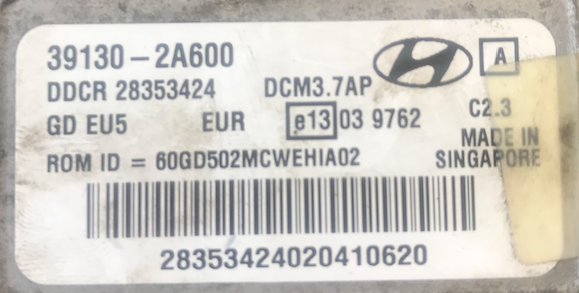 39130-2A600
A
DDCR 28353424 DCM3.7AP
GD EU5 EUR e13 03 9762 C2.3
MADE IN
ROM ID = 60GD502MCWEHIA02 SINGAPORE
28353424020410620